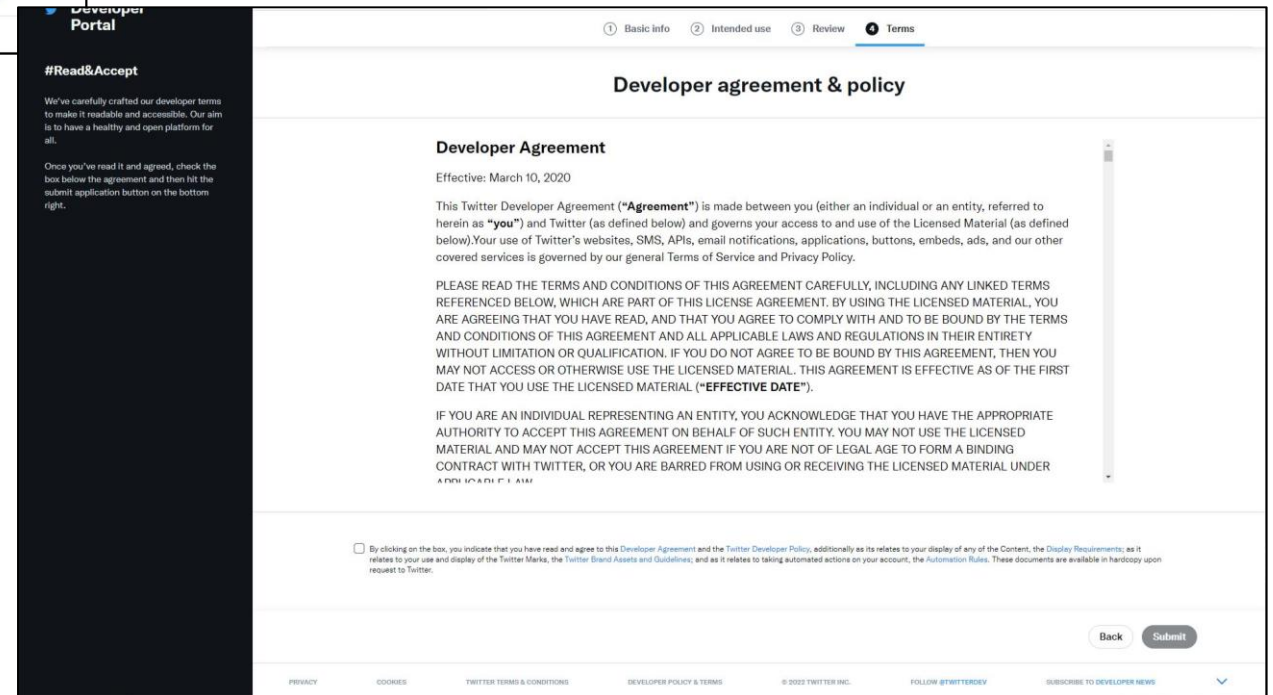 Developer
Portal
#Read&Accept
We've carefully crafted our developer terms
to make it readable and accessible. Our aim
is to have a healthy and open platform for
all.
Once you've read it and agreed, check the
box below the agreement and then hit the
submit application button on the bottom
right.
1 Basic info 2 Intended use 3 Review 4 Terms
Developer agreement & policy
Developer Agreement
Effective: March 10, 2020
This Twitter Developer Agreement (“Agreement”) is made between you (either an individual or an entity, referred to
herein as “you”) and Twitter (as defined below) and governs your access to and use of the Licensed Material (as defined
below).Your use of Twitter's websites, SMS, APIs, email notifications, applications, buttons, embeds, ads, and our other
covered services is governed by our general Terms of Service and Privacy Policy.
PLEASE READ THE TERMS AND CONDITIONS OF THIS AGREEMENT CAREFULLY, INCLUDING ANY LINKED TERMS
REFERENCED BELOW, WHICH ARE PART OF THIS LICENSE AGREEMENT. BY USING THE LICENSED MATERIAL, YOU
ARE AGREEING THAT YOU HAVE READ, AND THAT YOU AGREE TO COMPLY WITH AND TO BE BOUND BY THE TERMS
AND CONDITIONS OF THIS AGREEMENT AND ALL APPLICABLE LAWS AND REGULATIONS IN THEIR ENTIRETY
WITHOUT LIMITATION OR QUALIFICATION. IF YOU DO NOT AGREE TO BE BOUND BY THIS AGREEMENT, THEN YOU
MAY NOT ACCESS OR OTHERWISE USE THE LICENSED MATERIAL. THIS AGREEMENT IS EFFECTIVE AS OF THE FIRST
DATE THAT YOU USE THE LICENSED MATERIAL (“EFFECTIVE DATE”).
IF YOU ARE AN INDIVIDUAL REPRESENTING AN ENTITY, YOU ACKNOWLEDGE THAT YOU HAVE THE APPROPRIATE
AUTHORITY TO ACCEPT THIS AGREEMENT ON BEHALF OF SUCH ENTITY. YOU MAY NOT USE THE LICENSED
MATERIAL AND MAY NOT ACCEPT THIS AGREEMENT IF YOU ARE NOT OF LEGAL AGE TO FORM A BINDING
CONTRACT WITH TWITTER, OR YOU ARE BARRED FROM USING OR RECEIVING THE LICENSED MATERIAL UNDER
APPLICABLE LAW
By clicking on the box, you indicate that you have read and agree to this Developer Agreement and the Twitter Developer Policy, additionally as its relates to your display of any of the Content, the Display Requirements; as it
relates to your use and display of the Twitter Marks, the Twitter Brand Assets and Guidelines; and as it relates to taking automated actions on your account, the Automation Rules. These documents are available in hardcopy upon
request to Twitter.
Back Submit
PRIVACY COOKIES TWITTER TERMS & CONDITIONS DEVELOPER POLICY & TERMS © 2022 TWITTER INC. FOLLOW @TWITTERDEV SUBSCRIBE TO DEVELOPER NEWS